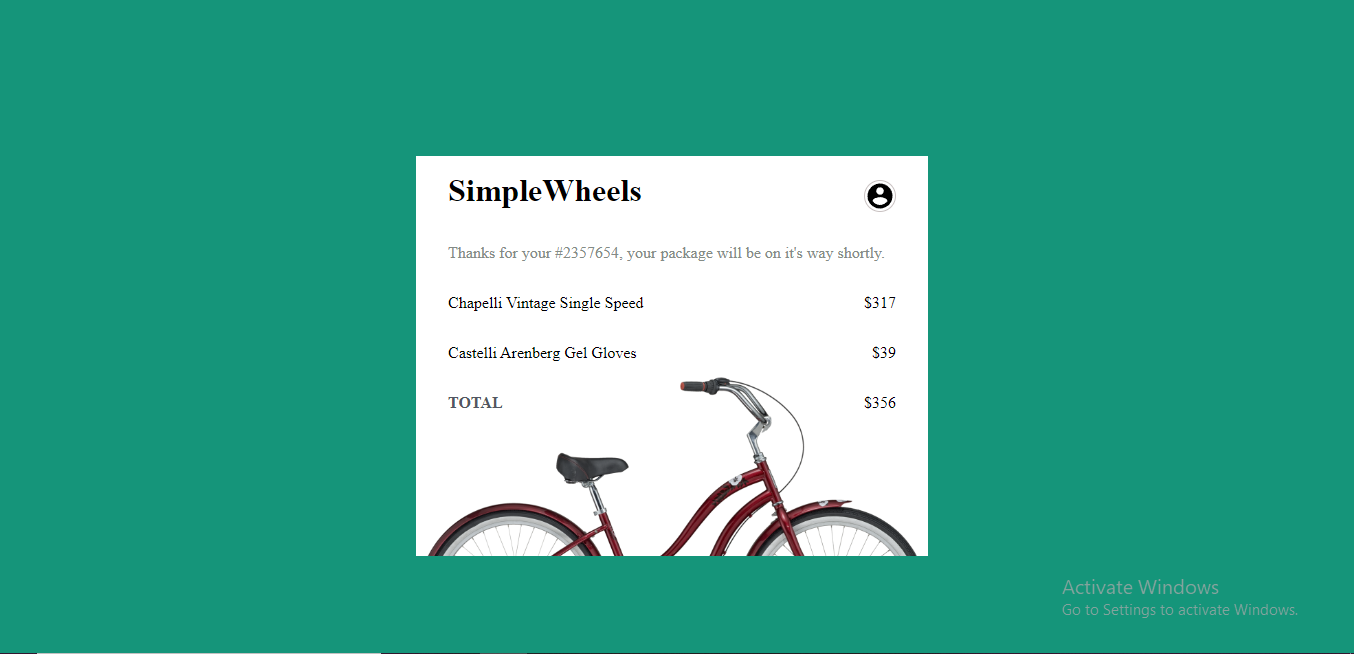 SimpleWheels
Thanks for your #2357654, your package will be on it's way shortly.
Chapelli Vintage Single Speed $317
Castelli Arenberg Gel Gloves $39
TOTAL $356
Activate Windows
Go to Settings to activate Windows.